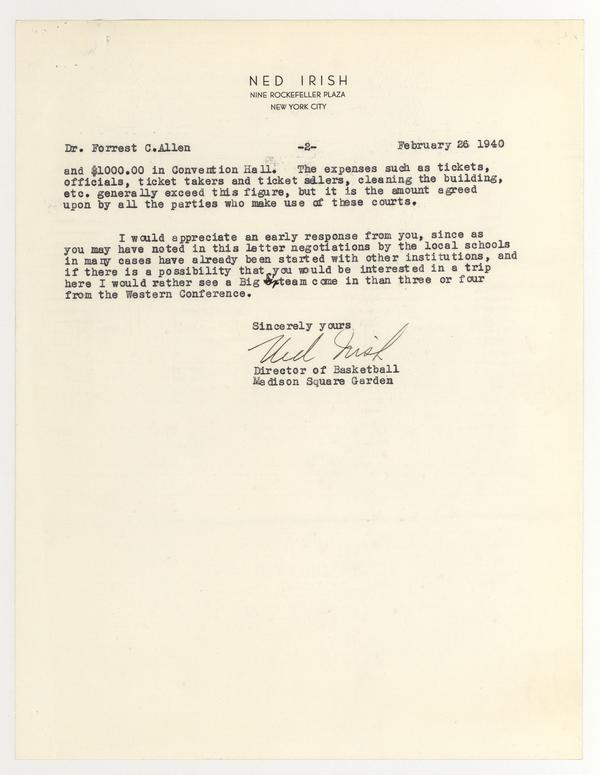 NED IRISH
NINE ROCKEFELLER PLAZA
NEW YORK CITY
Dr. Forrest C.Allen -2- February 26 1940
and $1000.00 in Convention Hall. The expenses such as tickets,
officials, ticket takers and ticket sellers, cleaning the building,
etc. generally exceed this figure, but it is the amount agreed
upon by all the parties who make use of these courts.
I would appreciate an early response from you, since as
you may have noted in this letter negotiations by the local schools
in many cases have already been started with other institutions, and
if there is a possibility that you would be interested in a trip
here I would rather see a Big Six team come in than three or four
from the Western Conference.
Sincerely yours
Ned Irish
Director of Basketball
Madison Square Garden